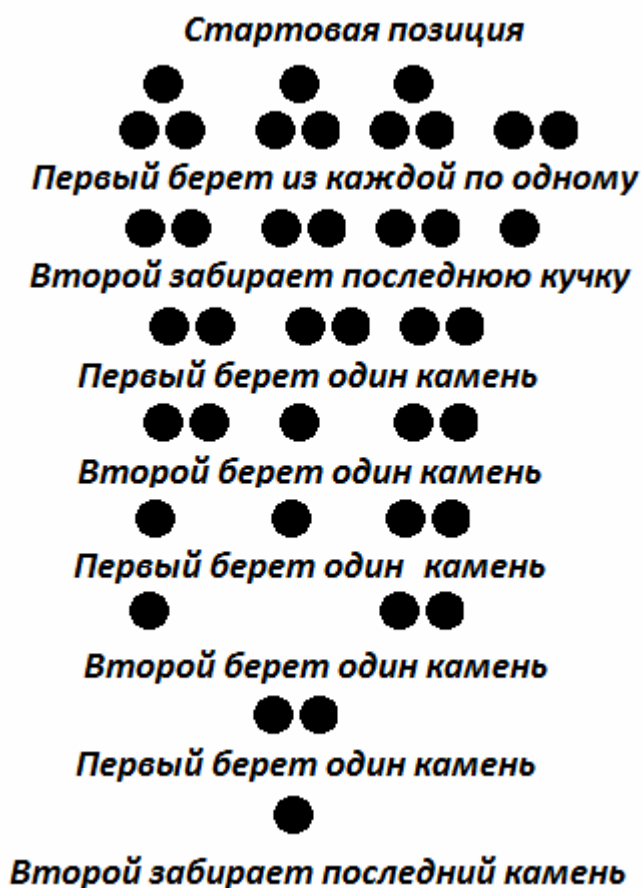 Стартовая позиция
Первый берет из каждой по одному
Второй забирает последнюю кучку
Первый берет один камень
Второй берет один камень
Первый берет один камень
Второй берет один камень
Первый берет один камень
Второй забирает последний камень